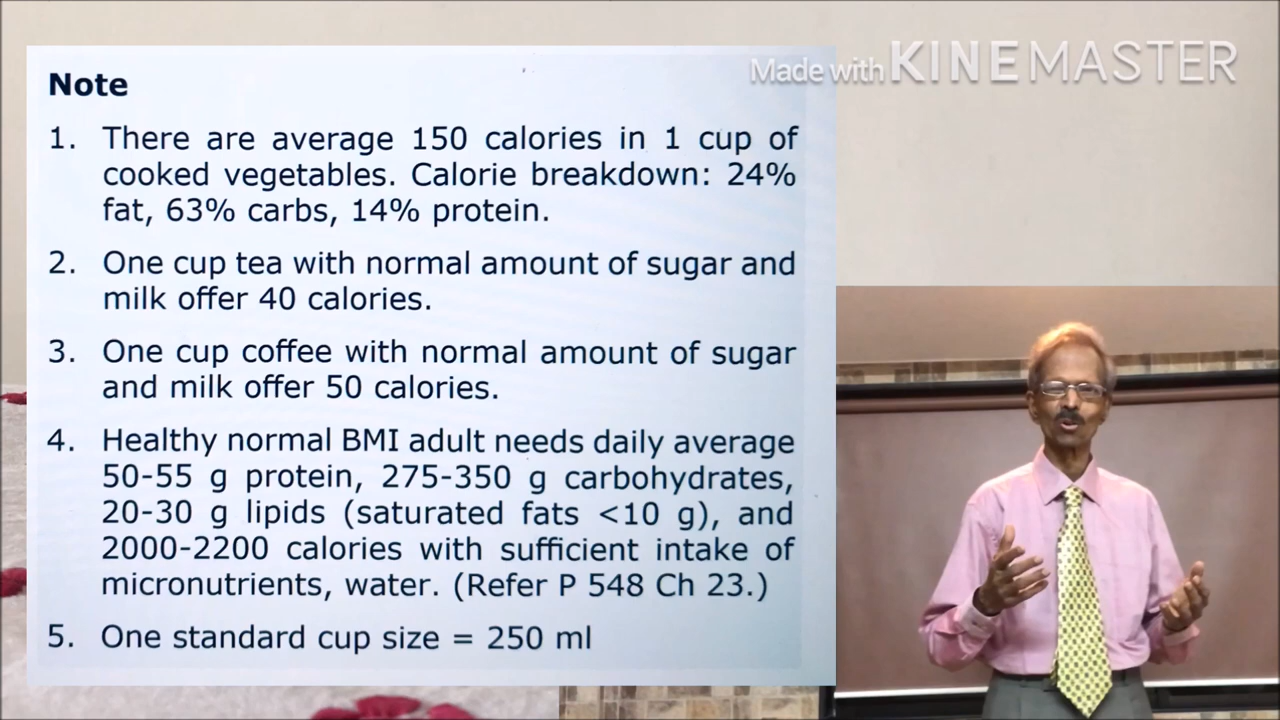 Made with KINEMASTER
Note
1. There are average 150 calories in 1 cup of
cooked vegetables. Calorie breakdown: 24%
fat, 63% carbs, 14% protein.
2. One cup tea with normal amount of sugar and
milk offer 40 calories.
3. One cup coffee with normal amount of sugar
and milk offer 50 calories.
4. Healthy normal BMI adult needs daily average
50-55 g protein, 275-350 g carbohydrates,
20-30 g lipids (saturated fats <10 g), and
2000-2200 calories with sufficient intake of
micronutrients, water. (Refer P 548 Ch 23.)
5. One standard cup size = 250 ml